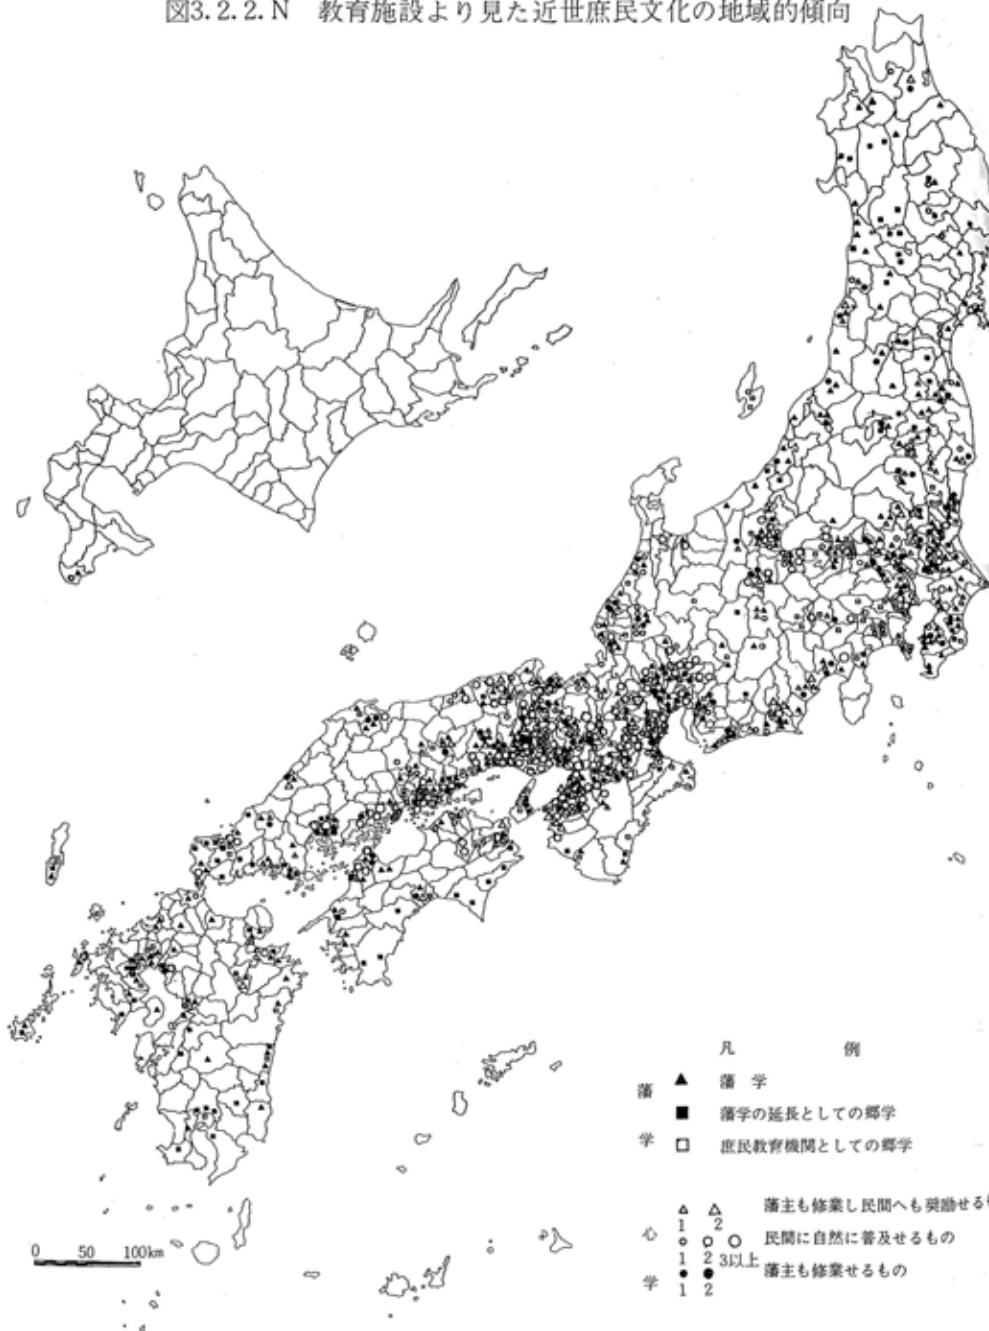 図3.2.2.N 教育施設より見た近世庶民文化の地域的傾向
凡 例
藩学
▲ 藩学
■ 藩学の延長としての郷学
□ 庶民教育機関としての郷学
心学
△ △ 藩主も修業し民間へも奨励せる
1 2
○ ○ ○ 民間に自然に普及せるもの
1 2 3以上
● ● 藩主も修業せるもの
1 2
0 50 100km